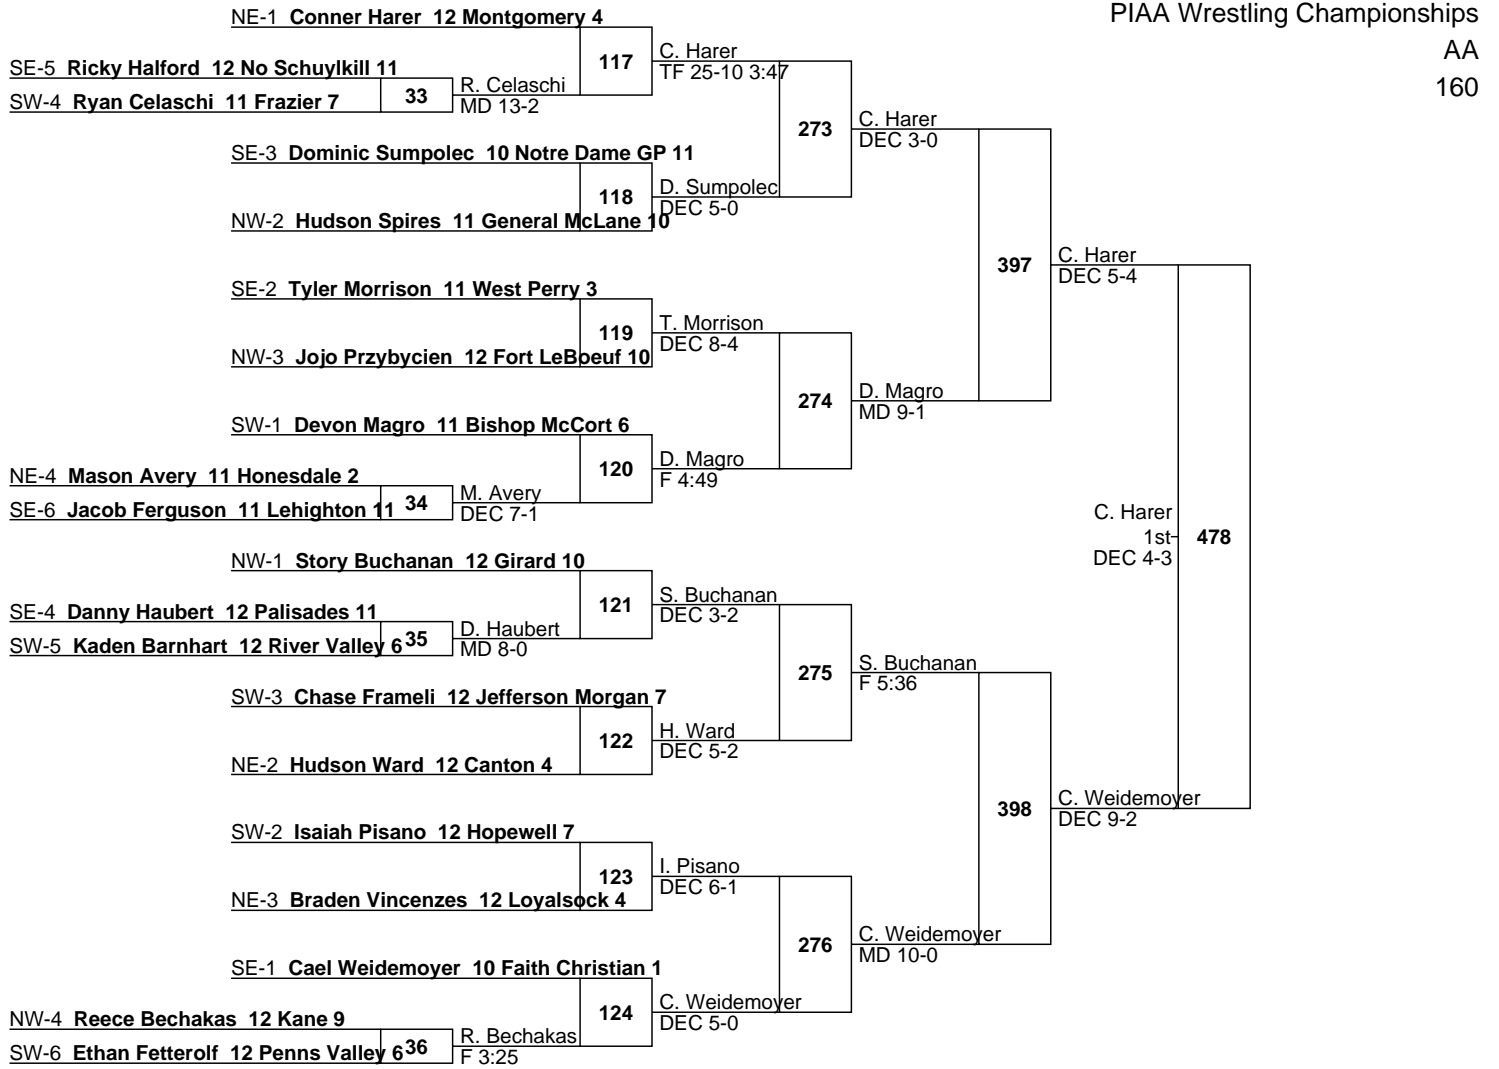 PIAA Wrestling Championships
AA
160
NE-1 Conner Harer 12 Montgomery 4
117
C. Harer
TF 25-10 3:47
SE-5 Ricky Halford 12 No Schuylkill 11
SW-4 Ryan Celaschi 11 Frazier 7
33
R. Celaschi
MD 13-2
273
C. Harer
DEC 3-0
SE-3 Dominic Sumpolec 10 Notre Dame GP 11
118
D. Sumpolec
DEC 5-0
NW-2 Hudson Spires 11 General McLane 10
397
C. Harer
DEC 5-4
SE-2 Tyler Morrison 11 West Perry 3
119
T. Morrison
DEC 8-4
NW-3 Jojo Przybycien 12 Fort LeBoeuf 10
274
D. Magro
MD 9-1
SW-1 Devon Magro 11 Bishop McCort 6
120
D. Magro
F 4:49
NE-4 Mason Avery 11 Honesdale 2
SE-6 Jacob Ferguson 11 Lehighton 11
34
M. Avery
DEC 7-1
C. Harer
1st
DEC 4-3
478
NW-1 Story Buchanan 12 Girard 10
121
S. Buchanan
DEC 3-2
SE-4 Danny Haubert 12 Palisades 11
SW-5 Kaden Barnhart 12 River Valley 6
35
D. Haubert
MD 8-0
275
S. Buchanan
F 5:36
SW-3 Chase Frameli 12 Jefferson Morgan 7
122
H. Ward
DEC 5-2
NE-2 Hudson Ward 12 Canton 4
398
C. Weidemoyer
DEC 9-2
SW-2 Isaiah Pisano 12 Hopewell 7
123
I. Pisano
DEC 6-1
NE-3 Braden Vincenzes 12 Loyalsock 4
276
C. Weidemoyer
MD 10-0
SE-1 Cael Weidemoyer 10 Faith Christian 1
124
C. Weidemoyer
DEC 5-0
NW-4 Reece Bechakas 12 Kane 9
SW-6 Ethan Fetterolf 12 Penns Valley 6
36
R. Bechakas
F 3:25